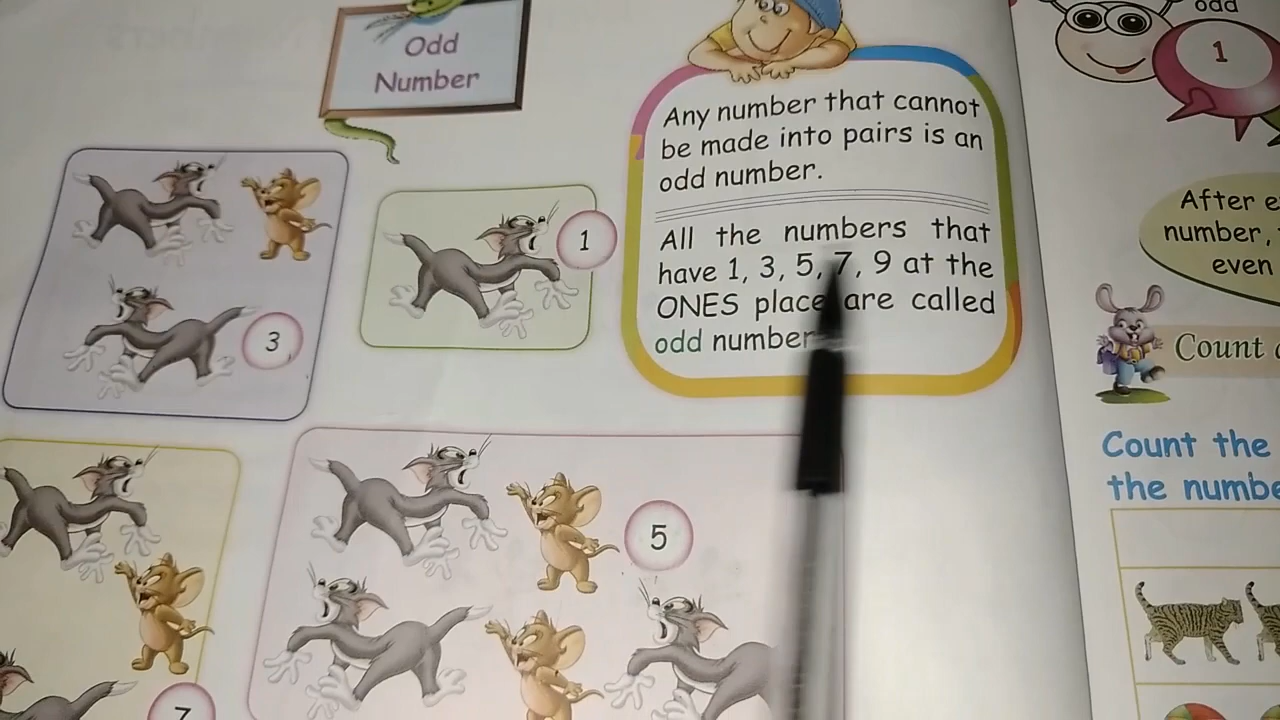 Odd
Number
Any number that cannot
be made into pairs is an
odd number.
All the numbers that
have 1, 3, 5, 7, 9 at the
ONES place are called
odd number
3
1
5
7
odd
1
After
number,
even
Count
Count the
the